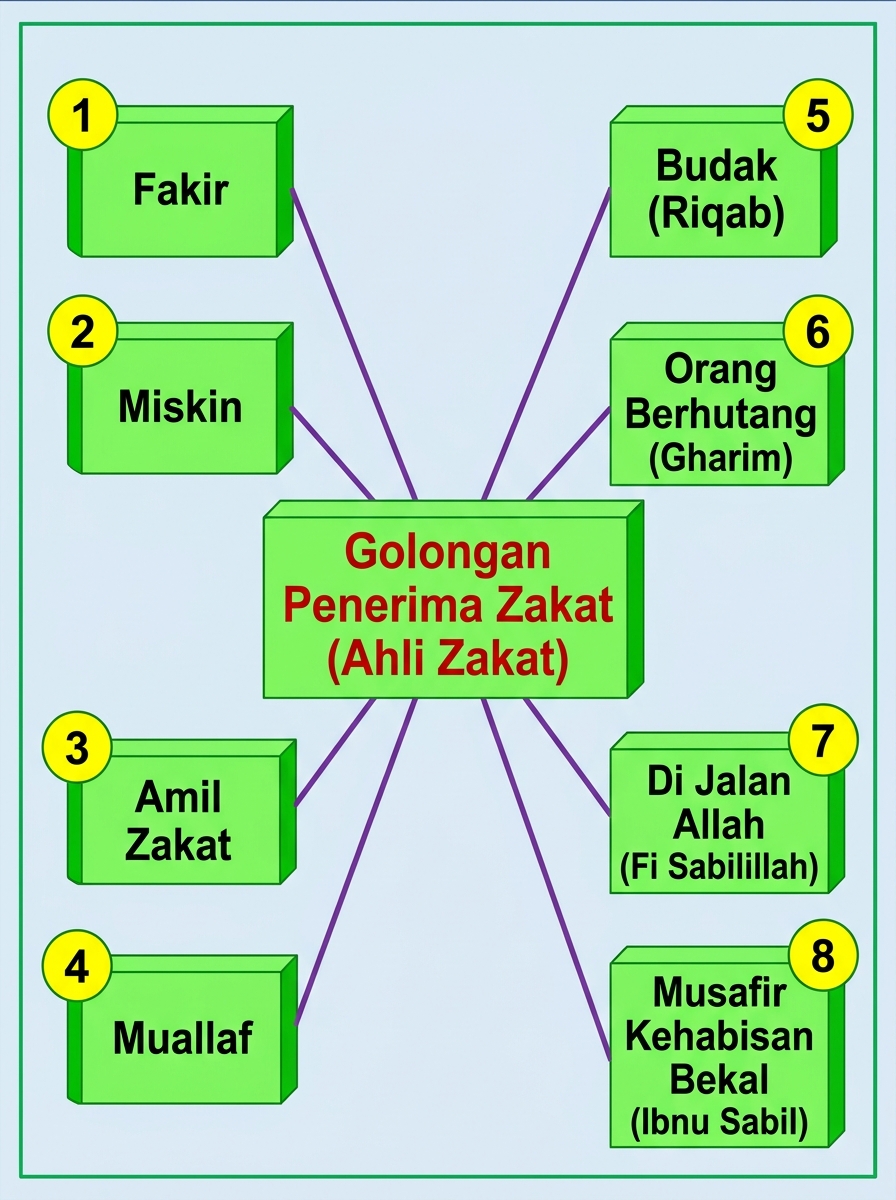 1
Fakir
2
Miskin
5
Budak
(Riqab)
6
Orang
Berhutang
(Gharim)
Golongan
Penerima Zakat
(Ahli Zakat)
3
Amil
Zakat
4
Muallaf
7
Di Jalan
Allah
(Fi Sabilillah)
8
Musafir
Kehabisan
Bekal
(Ibnu Sabil)